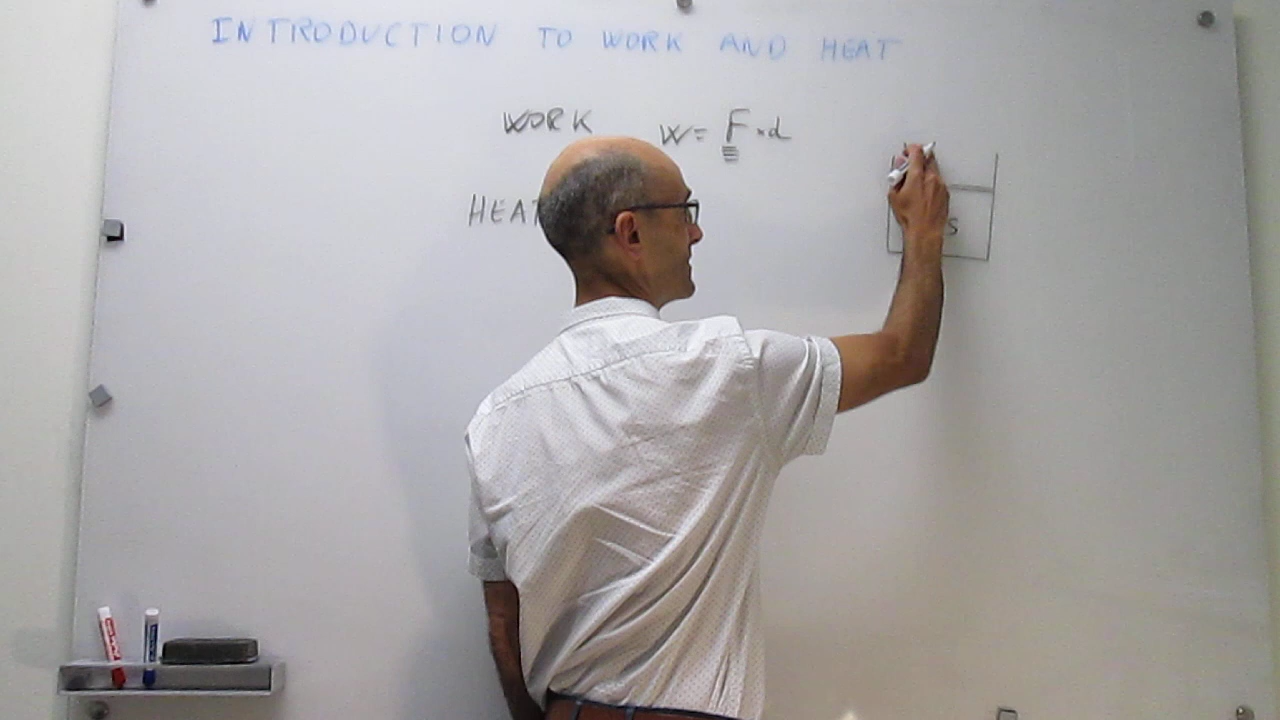 INTRODUCTION TO WORK AND HEAT
WORK W= F×d
HEAT
S